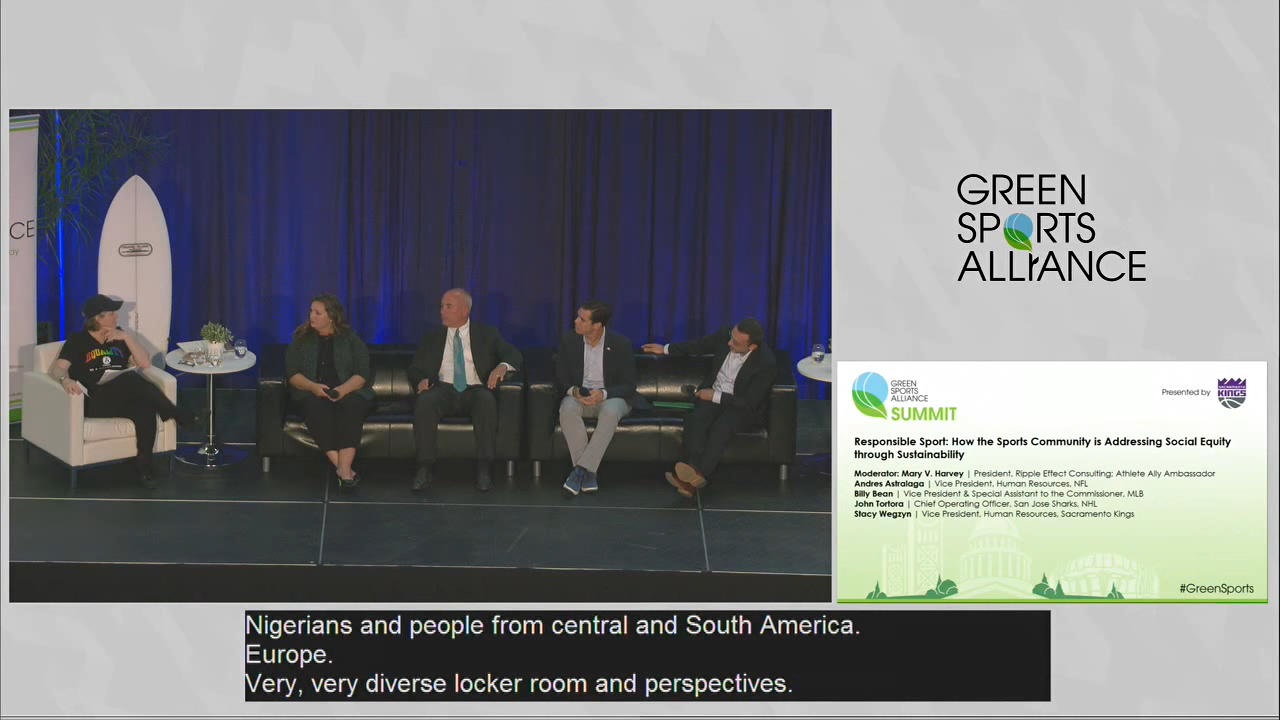 CE
EQUALITY
GREEN
SPORTS
ALLIANCE
GREEN
SPORTS
ALLIANCE
SUMMIT
Presented by
SACRAMENTO
KINGS
Responsible Sport: How the Sports Community is Addressing Social Equity
through Sustainability
Moderator: Mary V. Harvey | President, Ripple Effect Consulting; Athlete Ally Ambassador
Andres Astralaga | Vice President, Human Resources, NFL
Billy Bean | Vice President & Special Assistant to the Commissioner, MLB
John Tortora | Chief Operating Officer, San Jose Sharks, NHL
Stacy Wegzyn | Vice President, Human Resources, Sacramento Kings
#GreenSports
Nigerians and people from central and South America.
Europe.
Very, very diverse locker room and perspectives.